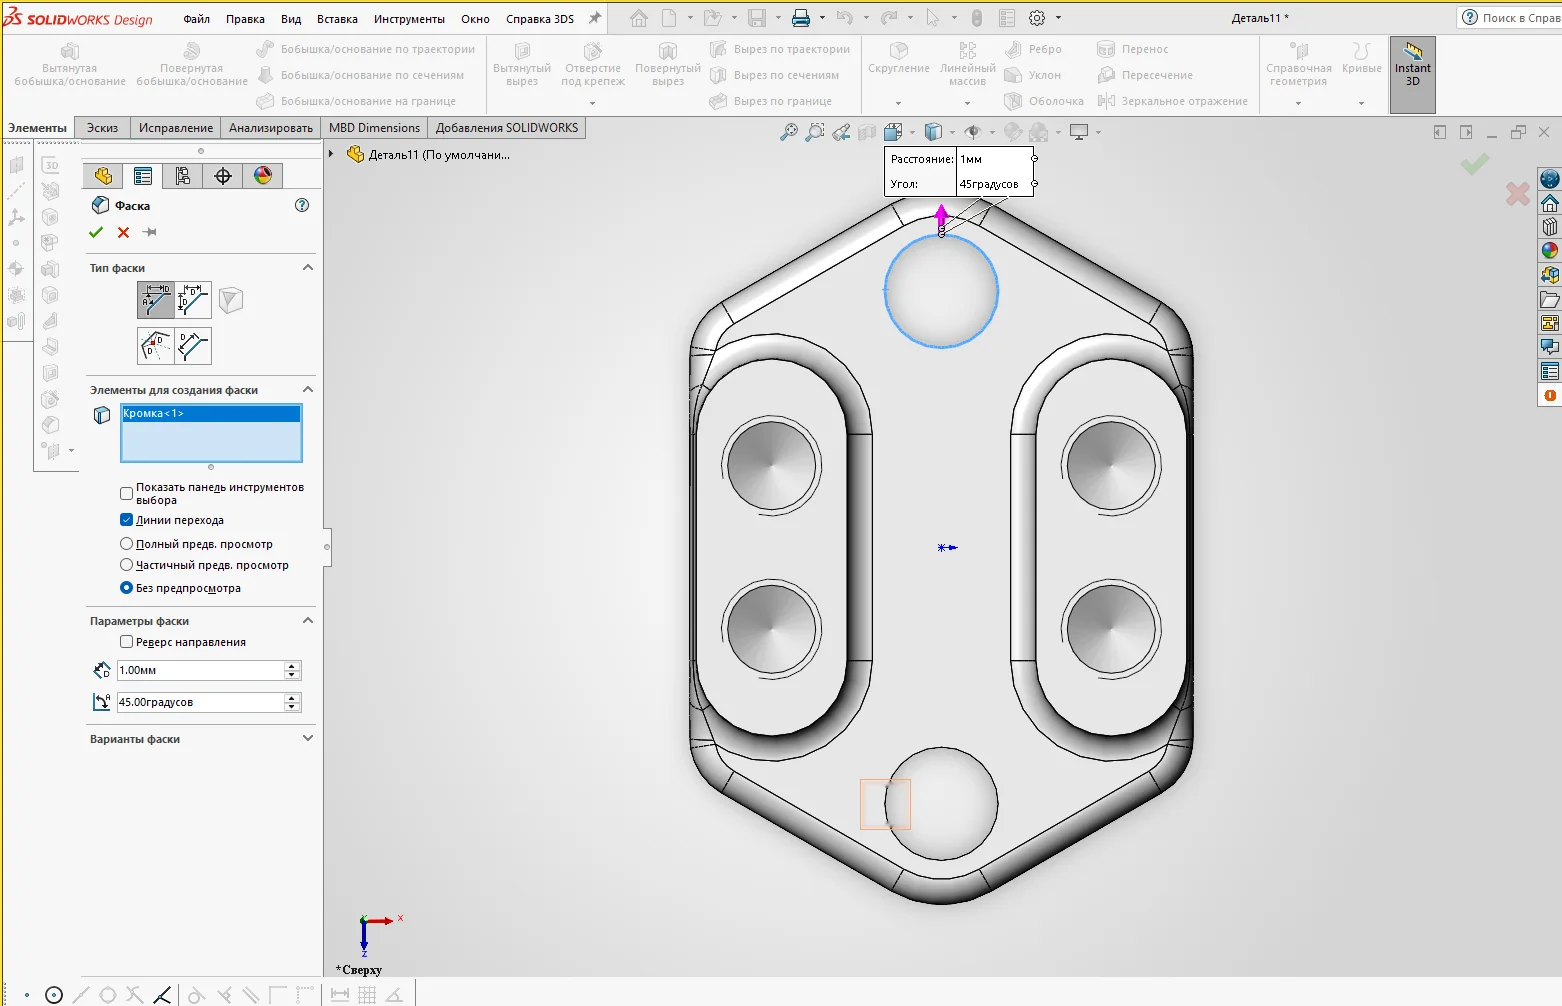 SOLIDWORKS Design
Файл Правка Вид Вставка Инструменты Окно Справка 3DS
Деталь11 *
Поиск в Справ
Вытянутая бобышка/основание
Повернутая бобышка/основание
Бобышка/основание по траектории
Бобышка/основание по сечениям
Бобышка/основание на границе
Вытянутый вырез
Отверстие под крепеж
Повернутый вырез
Вырез по траектории
Вырез по сечениям
Вырез по границе
Скругление
Линейный массив
Ребро
Уклон
Оболочка
Перенос
Пересечение
Зеркальное отражение
Справочная геометрия
Кривые
Instant 3D
Элементы Эскиз Исправление Анализировать MBD Dimensions Добавления SOLIDWORKS
Деталь11 (По умолчани...
Расстояние: 1мм
Угол: 45градусов
Фаска
Тип фаски
Элементы для создания фаски
Кромка<1>
Показать панель инструментов
выбора
Линии перехода
Полный предв. просмотр
Частичный предв. просмотр
Без предпросмотра
Параметры фаски
Реверс направления
1.00мм
45.00градусов
Варианты фаски
X
Z
*Сверху